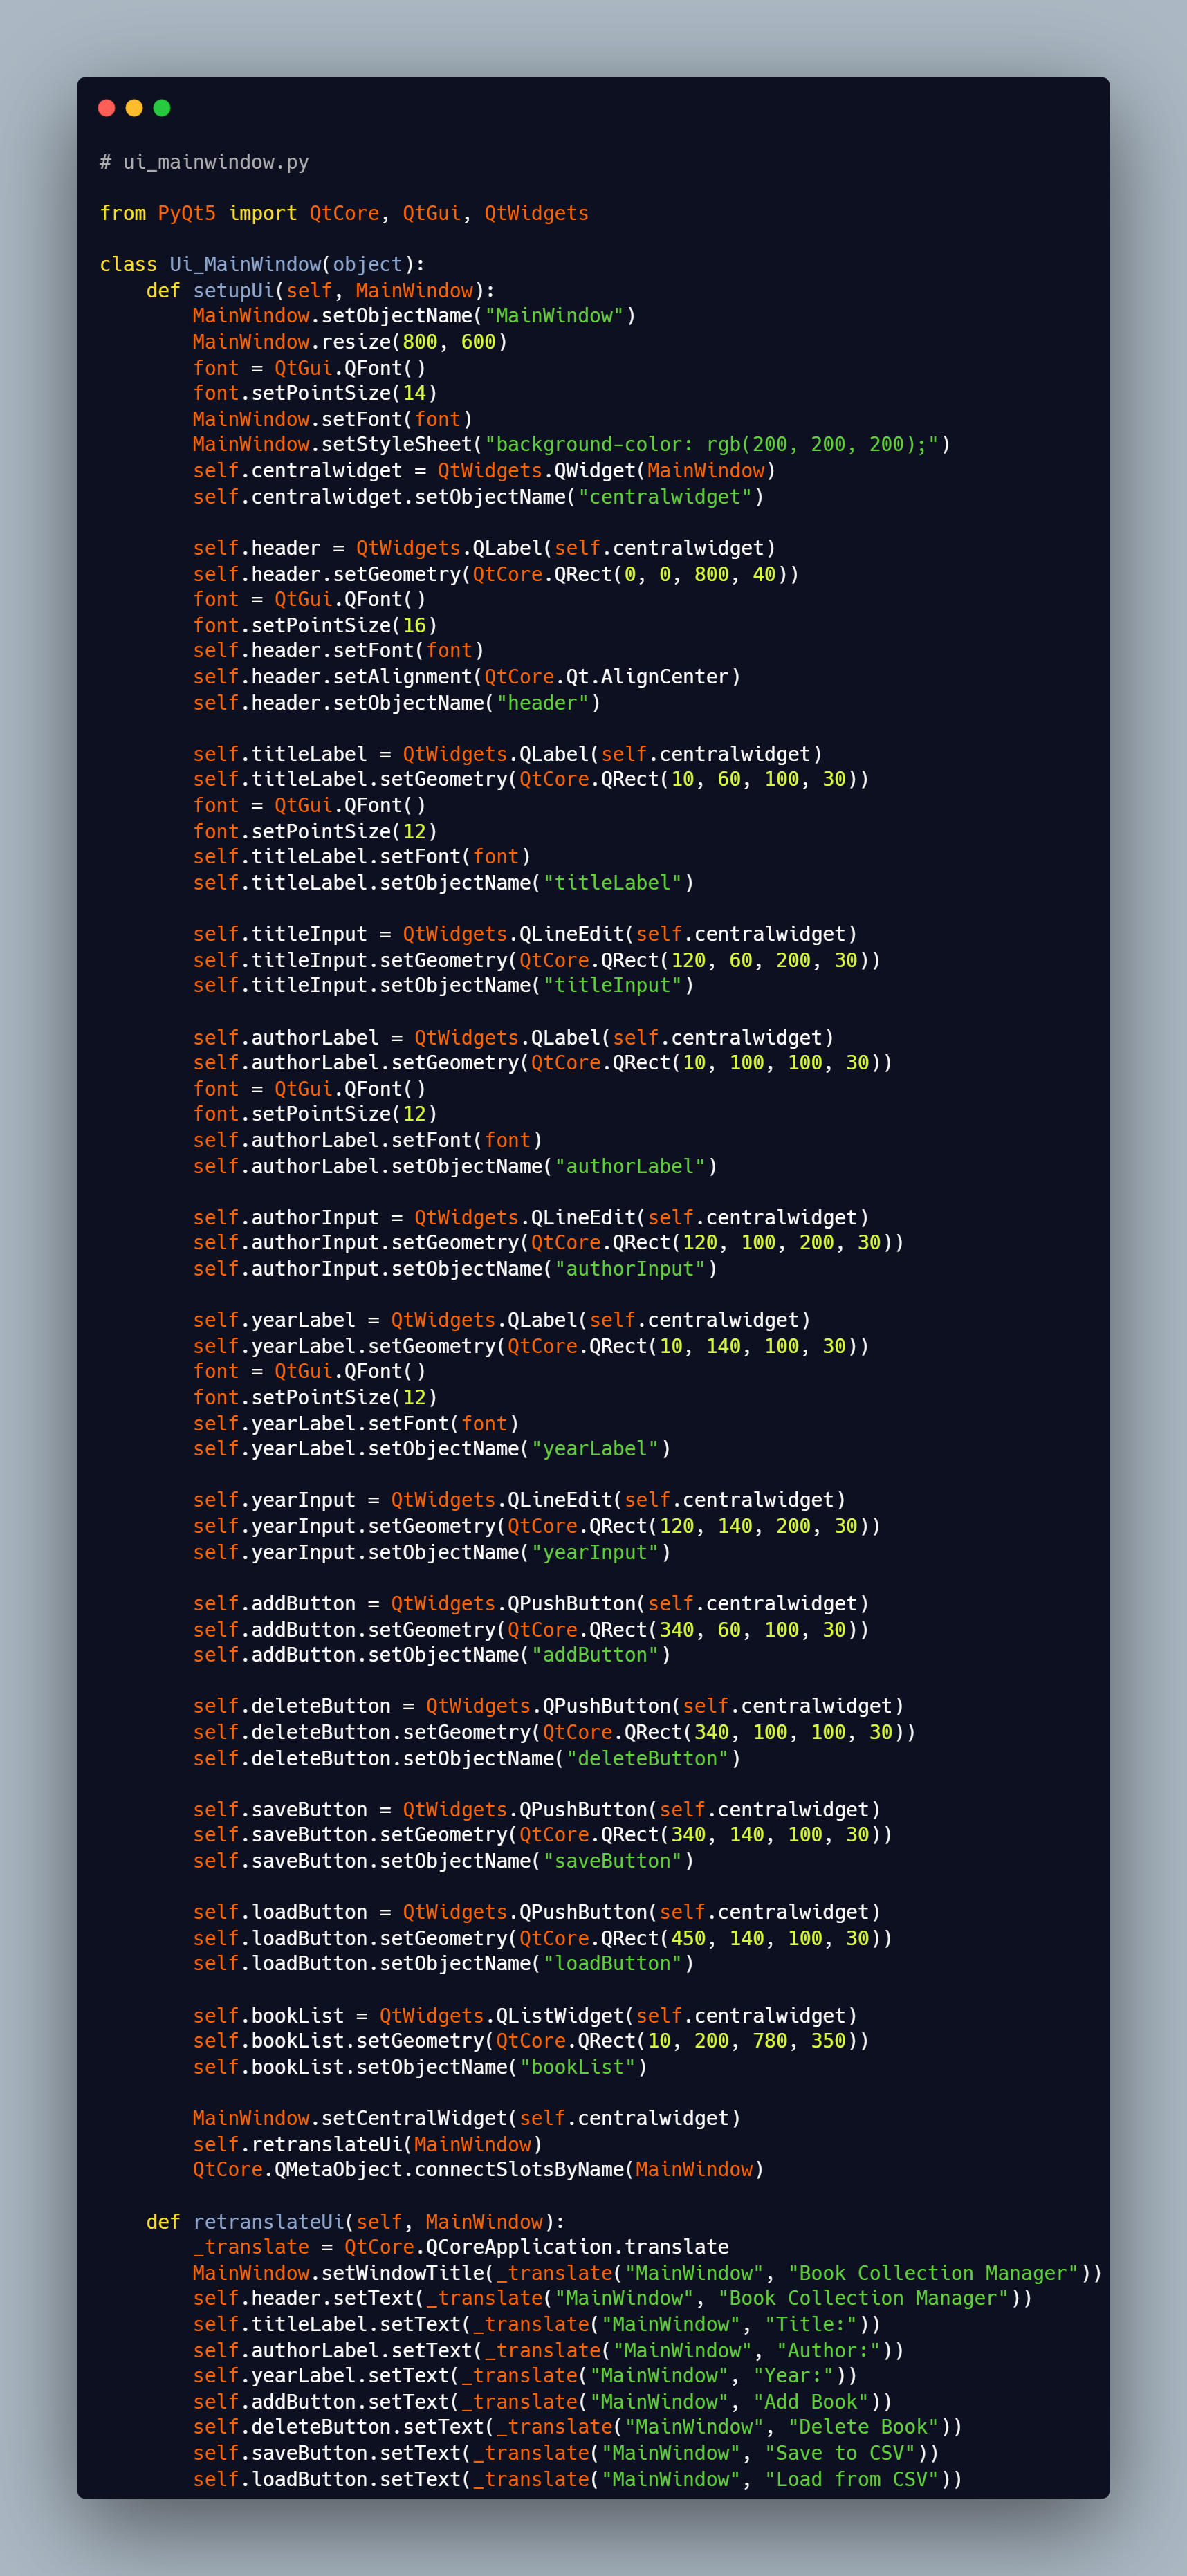 # ui_mainwindow.py

from PyQt5 import QtCore, QtGui, QtWidgets

class Ui_MainWindow(object):
    def setupUi(self, MainWindow):
        MainWindow.setObjectName("MainWindow")
        MainWindow.resize(800, 600)
        font = QtGui.QFont()
        font.setPointSize(14)
        MainWindow.setFont(font)
        MainWindow.setStyleSheet("background-color: rgb(200, 200, 200);")
        self.centralwidget = QtWidgets.QWidget(MainWindow)
        self.centralwidget.setObjectName("centralwidget")

        self.header = QtWidgets.QLabel(self.centralwidget)
        self.header.setGeometry(QtCore.QRect(0, 0, 800, 40))
        font = QtGui.QFont()
        font.setPointSize(16)
        self.header.setFont(font)
        self.header.setAlignment(QtCore.Qt.AlignCenter)
        self.header.setObjectName("header")

        self.titleLabel = QtWidgets.QLabel(self.centralwidget)
        self.titleLabel.setGeometry(QtCore.QRect(10, 60, 100, 30))
        font = QtGui.QFont()
        font.setPointSize(12)
        self.titleLabel.setFont(font)
        self.titleLabel.setObjectName("titleLabel")

        self.titleInput = QtWidgets.QLineEdit(self.centralwidget)
        self.titleInput.setGeometry(QtCore.QRect(120, 60, 200, 30))
        self.titleInput.setObjectName("titleInput")

        self.authorLabel = QtWidgets.QLabel(self.centralwidget)
        self.authorLabel.setGeometry(QtCore.QRect(10, 100, 100, 30))
        font = QtGui.QFont()
        font.setPointSize(12)
        self.authorLabel.setFont(font)
        self.authorLabel.setObjectName("authorLabel")

        self.authorInput = QtWidgets.QLineEdit(self.centralwidget)
        self.authorInput.setGeometry(QtCore.QRect(120, 100, 200, 30))
        self.authorInput.setObjectName("authorInput")

        self.yearLabel = QtWidgets.QLabel(self.centralwidget)
        self.yearLabel.setGeometry(QtCore.QRect(10, 140, 100, 30))
        font = QtGui.QFont()
        font.setPointSize(12)
        self.yearLabel.setFont(font)
        self.yearLabel.setObjectName("yearLabel")

        self.yearInput = QtWidgets.QLineEdit(self.centralwidget)
        self.yearInput.setGeometry(QtCore.QRect(120, 140, 200, 30))
        self.yearInput.setObjectName("yearInput")

        self.addButton = QtWidgets.QPushButton(self.centralwidget)
        self.addButton.setGeometry(QtCore.QRect(340, 60, 100, 30))
        self.addButton.setObjectName("addButton")

        self.deleteButton = QtWidgets.QPushButton(self.centralwidget)
        self.deleteButton.setGeometry(QtCore.QRect(340, 100, 100, 30))
        self.deleteButton.setObjectName("deleteButton")

        self.saveButton = QtWidgets.QPushButton(self.centralwidget)
        self.saveButton.setGeometry(QtCore.QRect(340, 140, 100, 30))
        self.saveButton.setObjectName("saveButton")

        self.loadButton = QtWidgets.QPushButton(self.centralwidget)
        self.loadButton.setGeometry(QtCore.QRect(450, 140, 100, 30))
        self.loadButton.setObjectName("loadButton")

        self.bookList = QtWidgets.QListWidget(self.centralwidget)
        self.bookList.setGeometry(QtCore.QRect(10, 200, 780, 350))
        self.bookList.setObjectName("bookList")

        MainWindow.setCentralWidget(self.centralwidget)
        self.retranslateUi(MainWindow)
        QtCore.QMetaObject.connectSlotsByName(MainWindow)

    def retranslateUi(self, MainWindow):
        _translate = QtCore.QCoreApplication.translate
        MainWindow.setWindowTitle(_translate("MainWindow", "Book Collection Manager"))
        self.header.setText(_translate("MainWindow", "Book Collection Manager"))
        self.titleLabel.setText(_translate("MainWindow", "Title:"))
        self.authorLabel.setText(_translate("MainWindow", "Author:"))
        self.yearLabel.setText(_translate("MainWindow", "Year:"))
        self.addButton.setText(_translate("MainWindow", "Add Book"))
        self.deleteButton.setText(_translate("MainWindow", "Delete Book"))
        self.saveButton.setText(_translate("MainWindow", "Save to CSV"))
        self.loadButton.setText(_translate("MainWindow", "Load from CSV"))